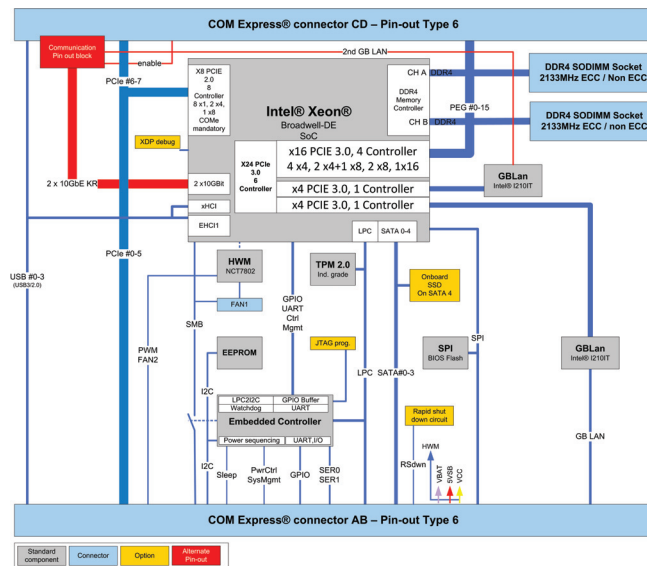 COM Express® connector CD – Pin-out Type 6
Communication
Pin out block
enable
2nd GB LAN
PCIe #6-7
X8 PCIE
2.0
8
Controller
8 x1, 2 x4,
1 x8
COMe
mandatory
Intel® Xeon®
Broadwell-DE
SoC
CH A
DDR4
DDR4
Memory
Controller
CH B
DDR4
PEG #0-15
DDR4 SODIMM Socket
2133MHz ECC / Non ECC
DDR4 SODIMM Socket
2133MHz ECC / non ECC
XDP debug
X24 PCIe
3.0
6
Controller
x16 PCIE 3.0, 4 Controller
4 x4, 2 x4+1 x8, 2 x8, 1x16
x4 PCIE 3.0, 1 Controller
x4 PCIE 3.0, 1 Controller
GBLan
Intel® I210IT
2 x 10GbE KR
2 x10GBit
xHCI
EHCI1
LPC
SATA 0-4
USB #0-3
(USB3/2.0)
PCIe #0-5
HWM
NCT7802
FAN1
TPM 2.0
Ind. grade
Onboard
SSD
On SATA 4
GPIO
UART
Ctrl
Mgmt
SMB
PWM
FAN2
EEPROM
JTAG prog.
SPI
BIOS Flash
SPI
GBLan
Intel® I210IT
I2C
LPC
SATA#0-3
LPC2I2C
GPIO Buffer
Watchdog
UART
Embedded Controller
Power sequencing
UART,I/O
Rapid shut
down circuit
GB LAN
I2C
Sleep
PwrCtrl
SysMgmt
GPIO
SER0
SER1
RSdwn
HWM
VBAT
5VSB
VCC
COM Express® connector AB – Pin-out Type 6
Standard
component
Connector
Option
Alternate
Pin-out